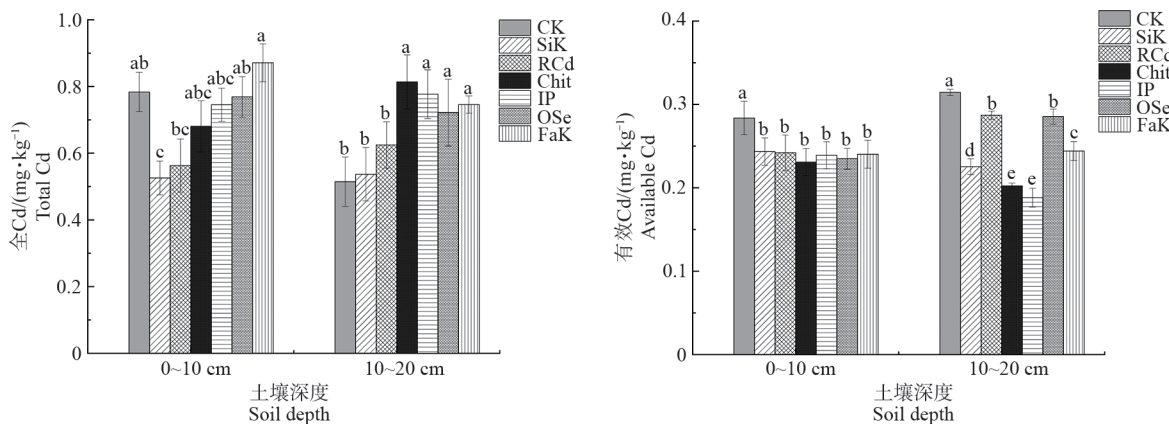 全Cd/(mg•kg⁻¹)
Total Cd
1.0
0.8
0.6
0.4
0.2
0
ab
c
bc
abc
abc
ab
a
b
b
b
a
a
a
a
CK
SiK
RCd
Chit
IP
OSe
FaK
0~10 cm
10~20 cm
土壤深度
Soil depth
有效Cd/(mg•kg⁻¹)
Available Cd
0.4
0.3
0.2
0.1
0
a
b
b
b
b
b
b
a
d
b
e
e
b
c
CK
SiK
RCd
Chit
IP
OSe
FaK
0~10 cm
10~20 cm
土壤深度
Soil depth